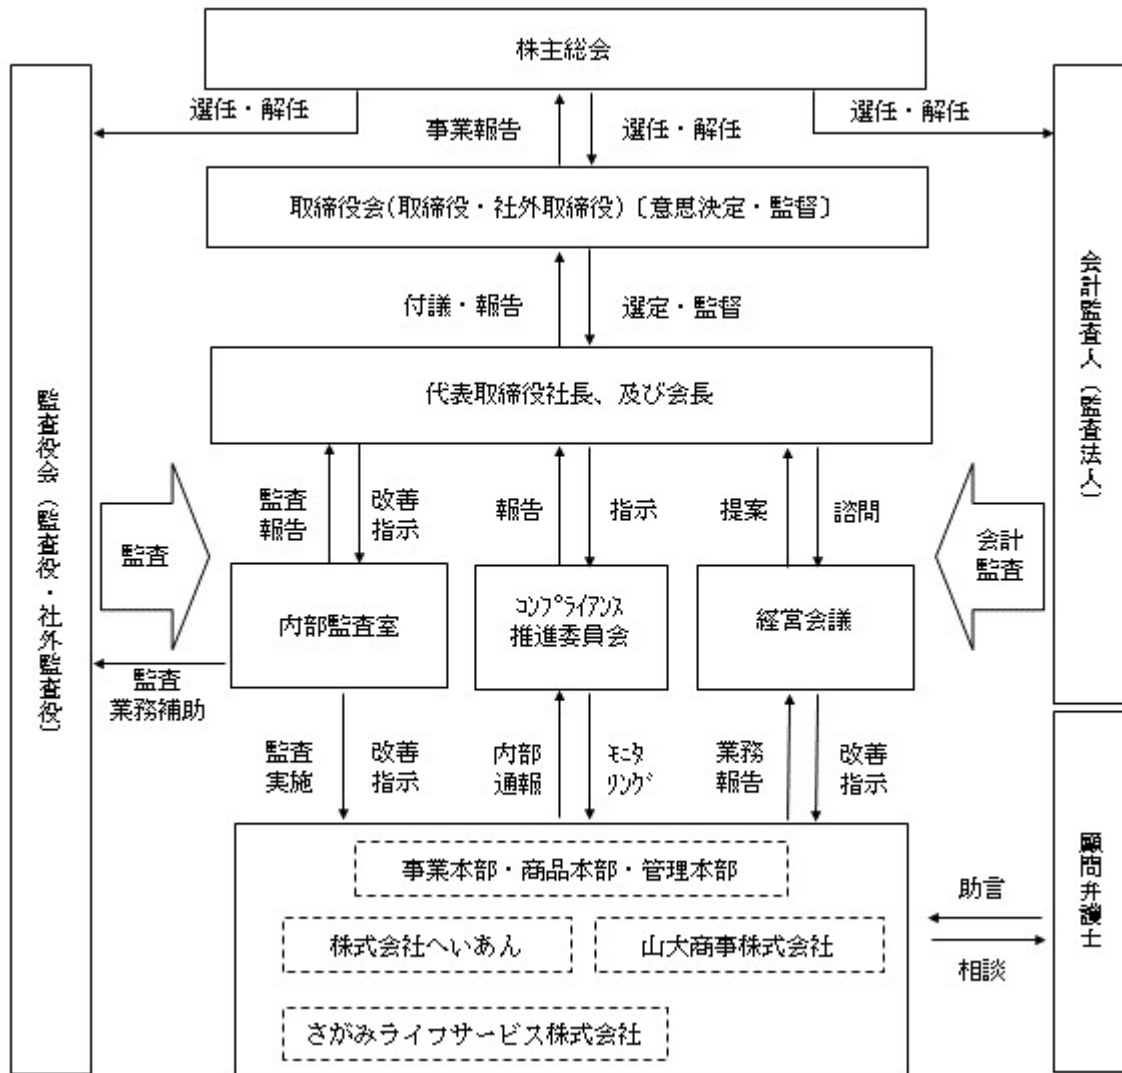 株主総会
選任・解任
事業報告
選任・解任
選任・解任
取締役会(取締役・社外取締役)〔意思決定・監督〕
付議・報告
選定・監督
代表取締役社長、及び会長
監査役会(監査役・社外監査役)
会計監査人(監査法人)
監査
報告
改善
指示
報告
指示
提案
諮問
監査
会計
監査
内部監査室
コンプライアンス
推進委員会
経営会議
監査
業務補助
監査
実施
改善
指示
内部
通報
モニタ
リング
業務
報告
改善
指示
事業本部・商品本部・管理本部
株式会社へいあん
山大商事株式会社
さがみライフサービス株式会社
助言
相談
顧問弁護士